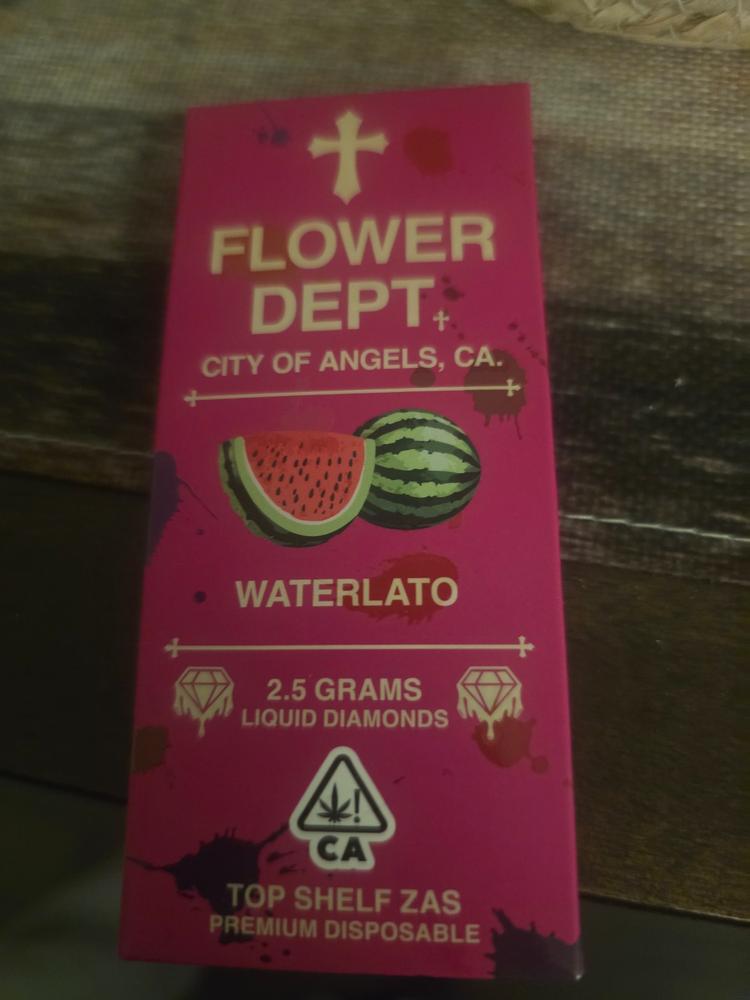 FLOWER
DEPT.
CITY OF ANGELS, CA.
WATERLATO
2.5 GRAMS
LIQUID DIAMONDS
!
CA
TOP SHELF ZAS
PREMIUM DISPOSABLE